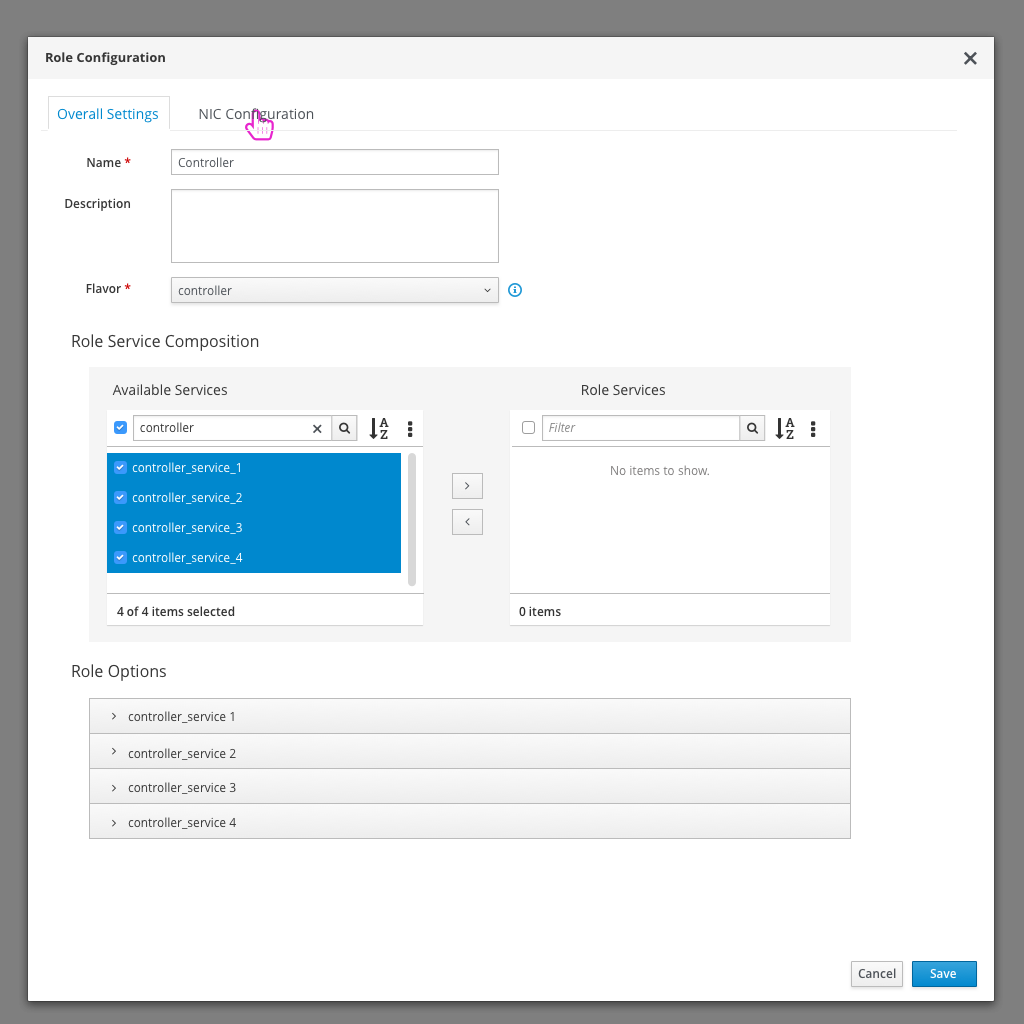 Role Configuration
Overall Settings
NIC Configuration
Name *
Controller
Description
Flavor *
controller
Role Service Composition
Available Services
Role Services
controller
A
Z
Filter
A
Z
controller_service_1
controller_service_2
controller_service_3
controller_service_4
No items to show.
4 of 4 items selected
0 items
Role Options
controller_service 1
controller_service 2
controller_service 3
controller_service 4
Cancel
Save